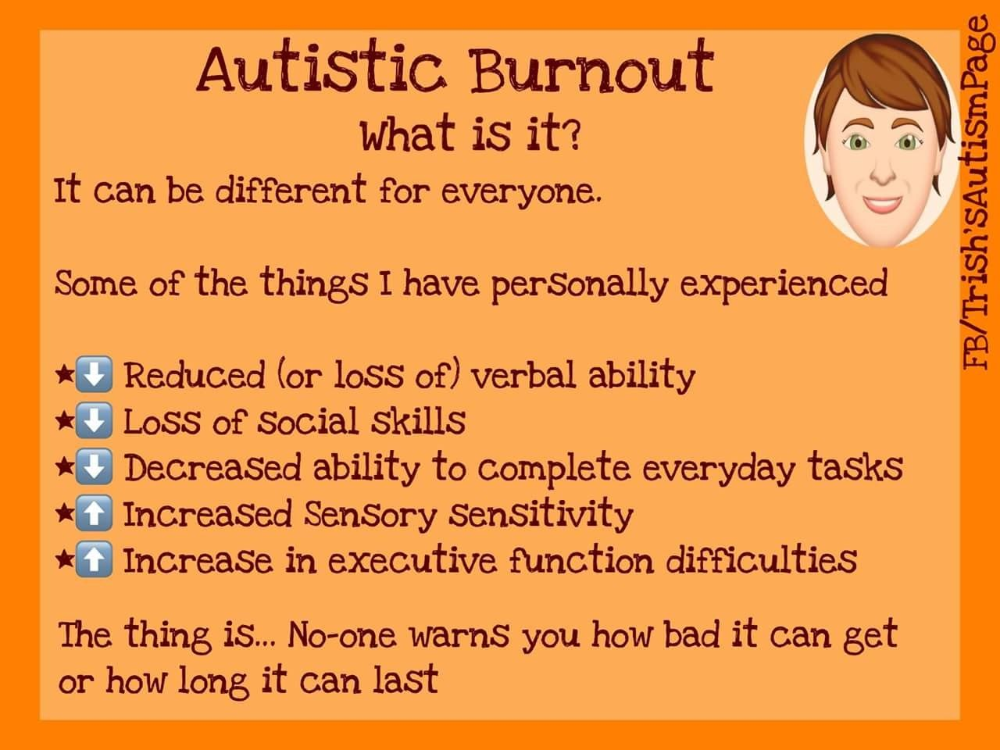 Autistic Burnout
What is it?
It can be different for everyone.
Some of the things I have personally experienced
★⬇️ Reduced (or loss of) verbal ability
★⬇️ Loss of social skills
★⬇️ Decreased ability to complete everyday tasks
★⬆️ Increased Sensory sensitivity
★⬆️ Increase in executive function difficulties
The thing is... No-one warns you how bad it can get
or how long it can last
FB/Trish'sAutismPage